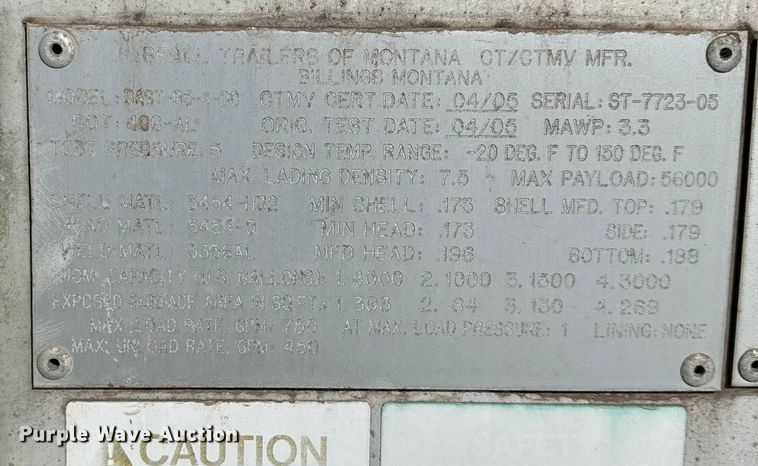 TRAILERS OF MONTANA CT/CTMV MFR.
BILLINGS MONTANA
MODEL: CTMV CERT. DATE: 04/05 SERIAL: ST-7723-05
DOT: 406-AL ORIG. TEST DATE: 04/05 MAWP: 3.3
TEST PRESSURE: 5 DESIGN TEMP. RANGE: -20 DEG. F TO 150 DEG. F
MAX. LADING DENSITY: 7.5 MAX PAYLOAD: 56000
SHELL MATL: 5454-H32 MIN SHELL: .173 SHELL MFD. TOP: .179
HEAD MATL: 5454-O MIN HEAD: .173 SIDE: .179
WELD MATL: 5356AL MFD HEAD: .196 BOTTOM: .188
NOM. CAPACITY (U.S. GALLONS): 1.4000 2.1000 3.1500 4.3000
EXPOSED SURFACE AREA IN SQ FT.: 1.393 2. 84 3.130 4.269
MAX. LOAD RATE, GPM: 750 AT MAX. LOAD PRESSURE: 1 LINING: NONE
MAX. UNLOAD RATE, GPM: 450
Purple Wave Auction
CAUTION
SAFETY